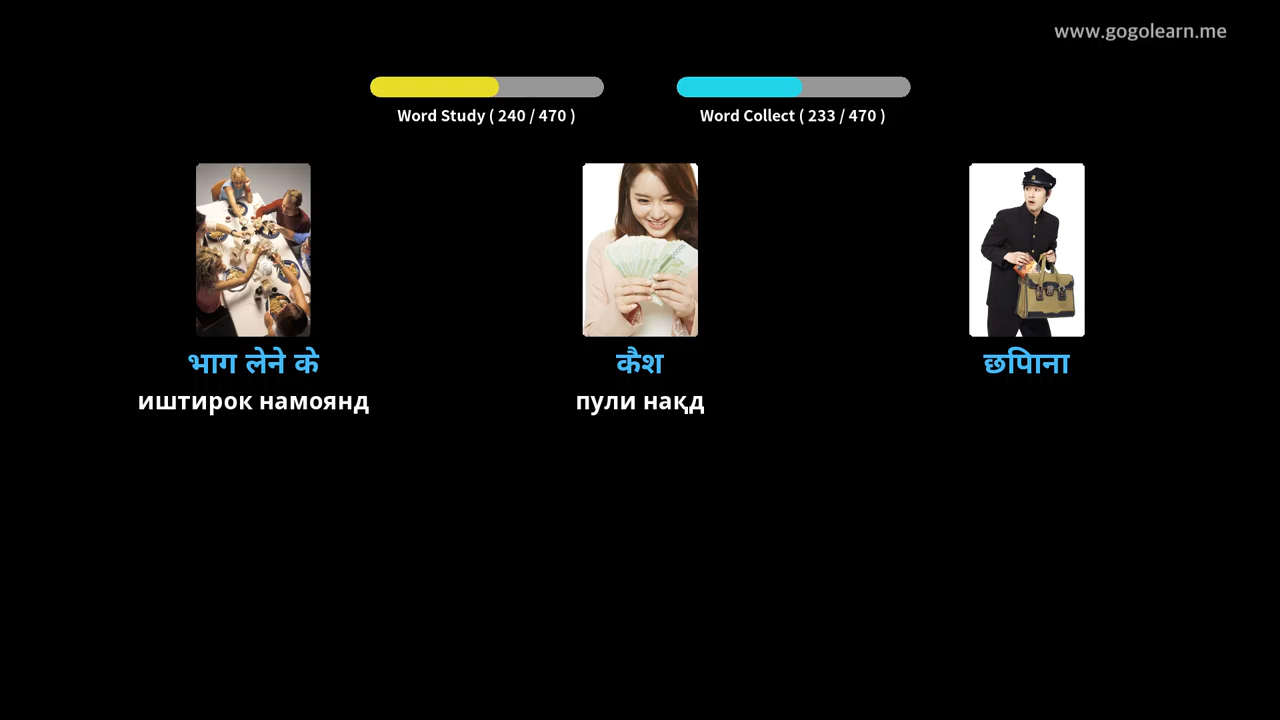 www.gogolearn.me
Word Study ( 240 / 470 )
Word Collect ( 233 / 470 )
भाग लेने के
कैश
छिपाना
иштирок намоянд
пули нақд